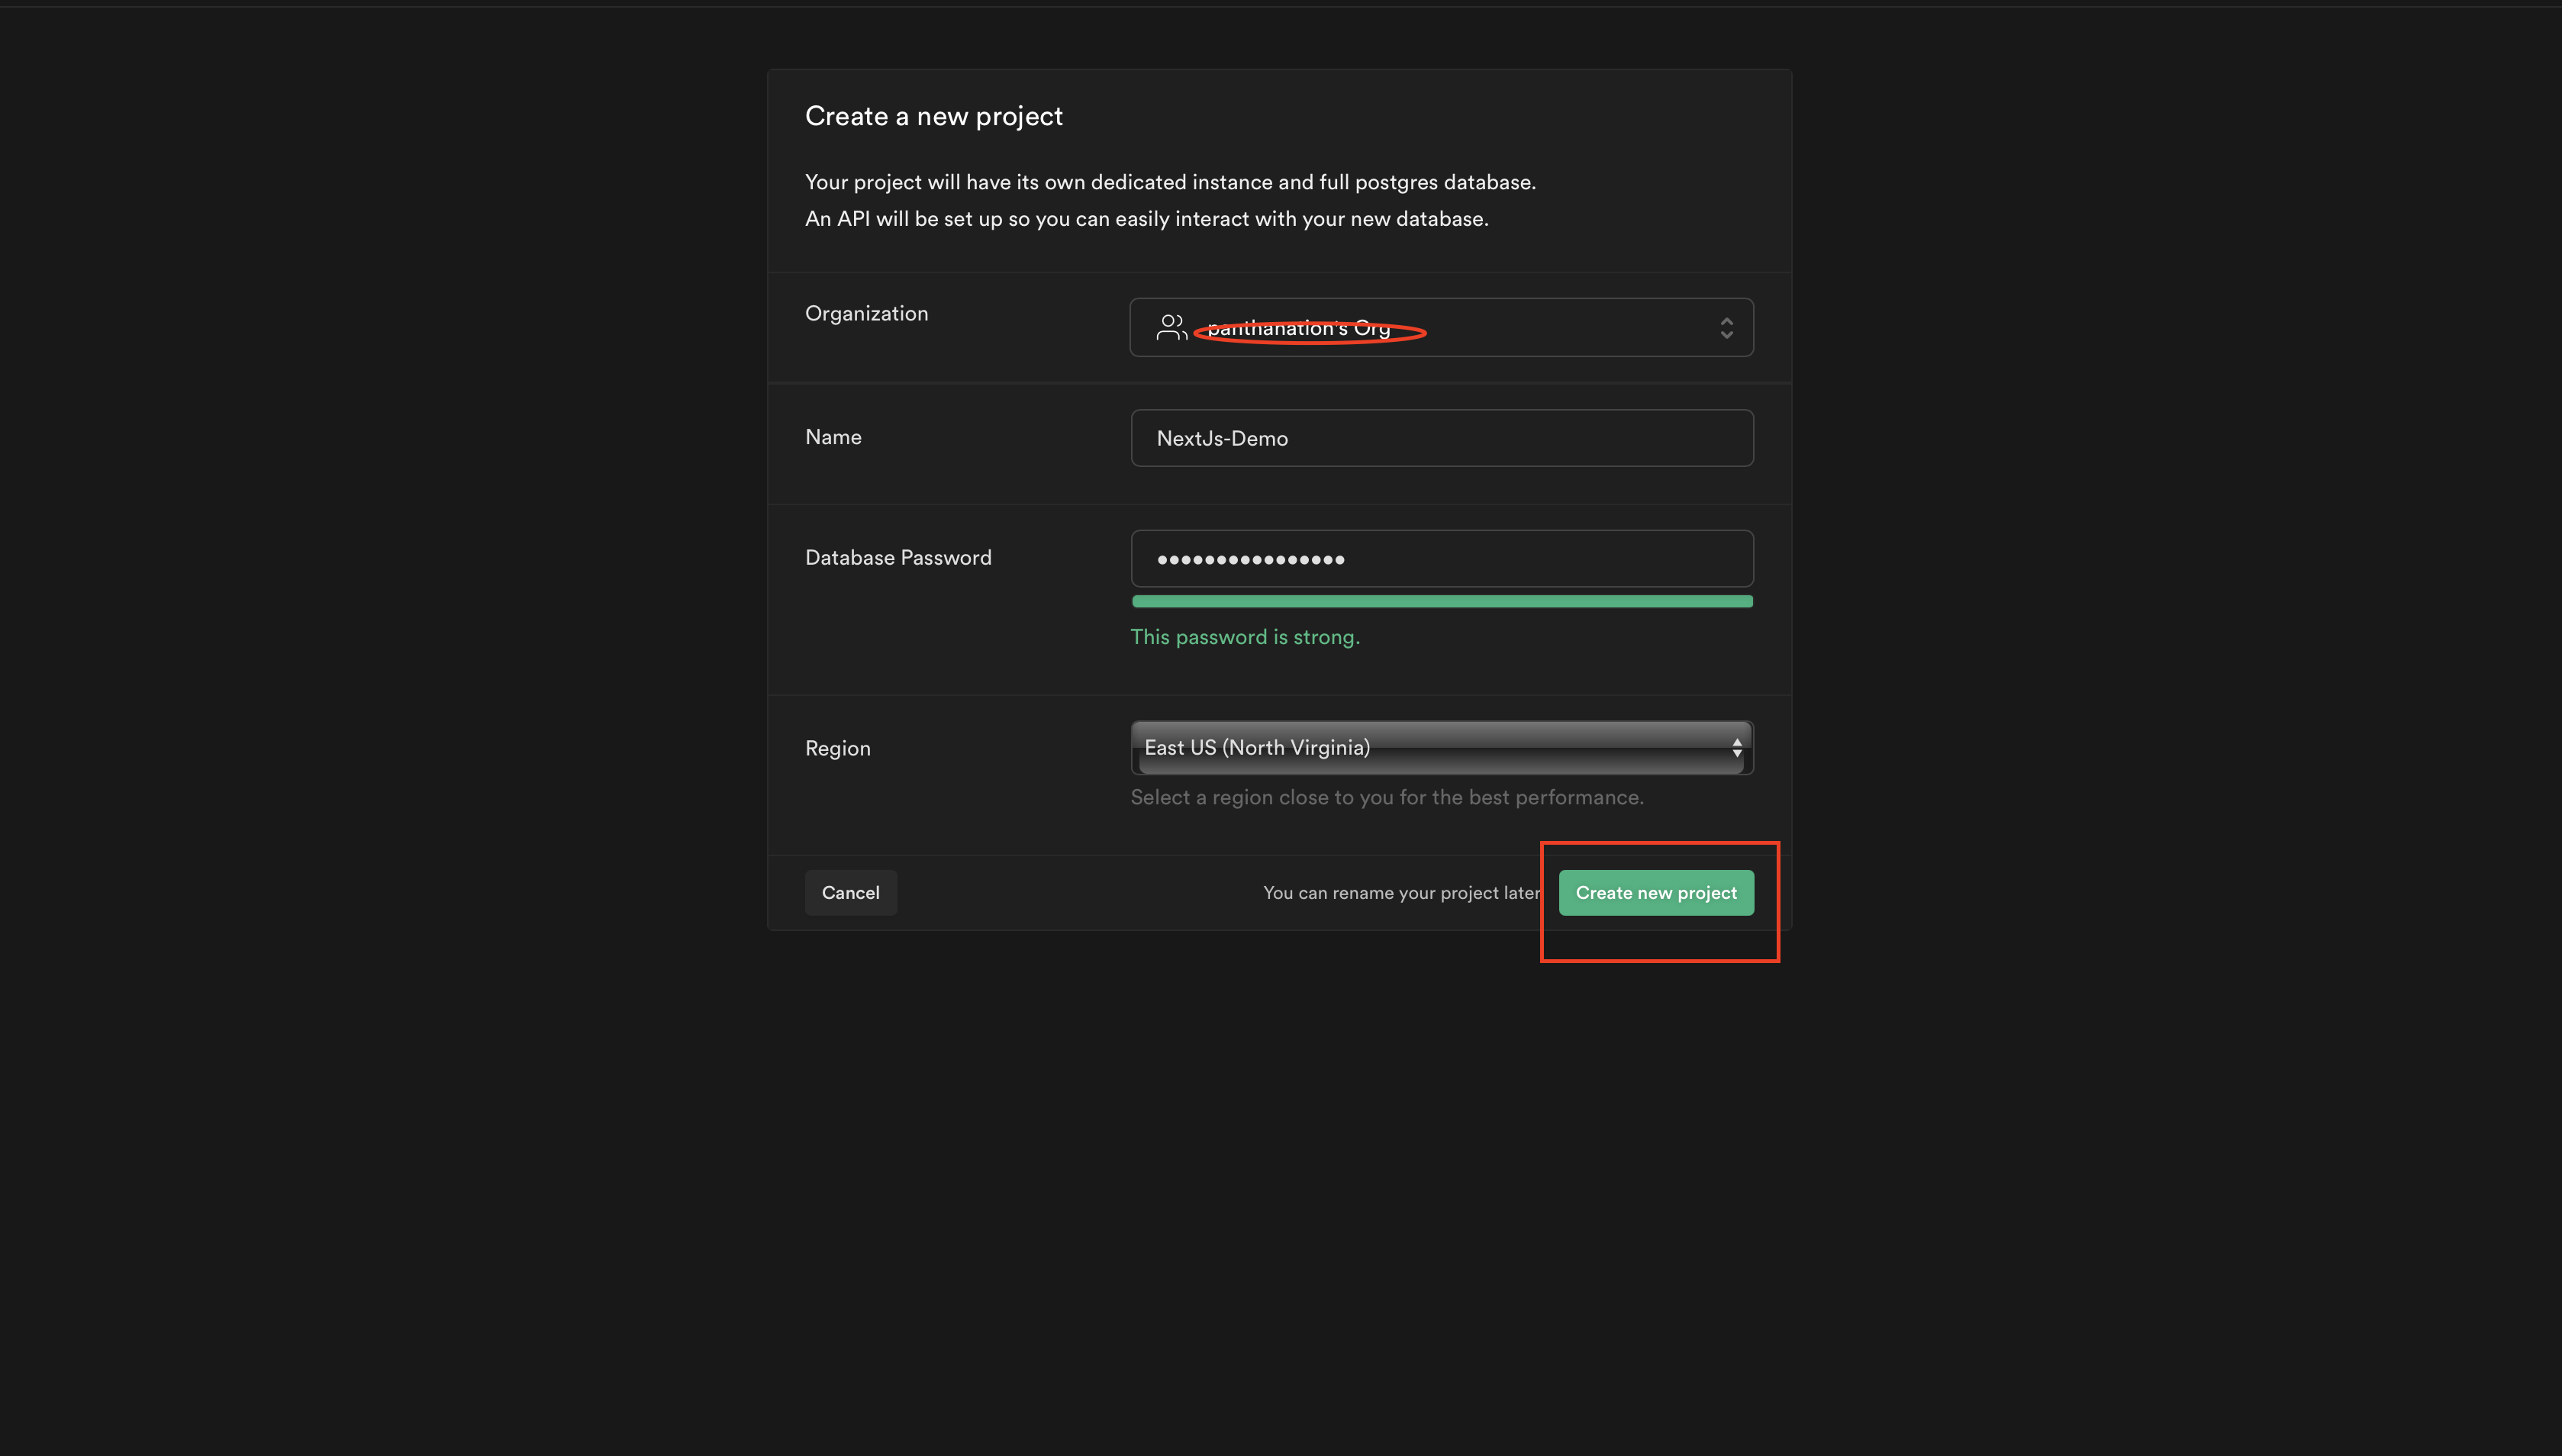 Create a new project
Your project will have its own dedicated instance and full postgres database.
An API will be set up so you can easily interact with your new database.
Organization
panthanation's Org
Name
NextJs-Demo
Database Password
••••••••••••••••
This password is strong.
Region
East US (North Virginia)
Select a region close to you for the best performance.
Cancel
You can rename your project later
Create new project